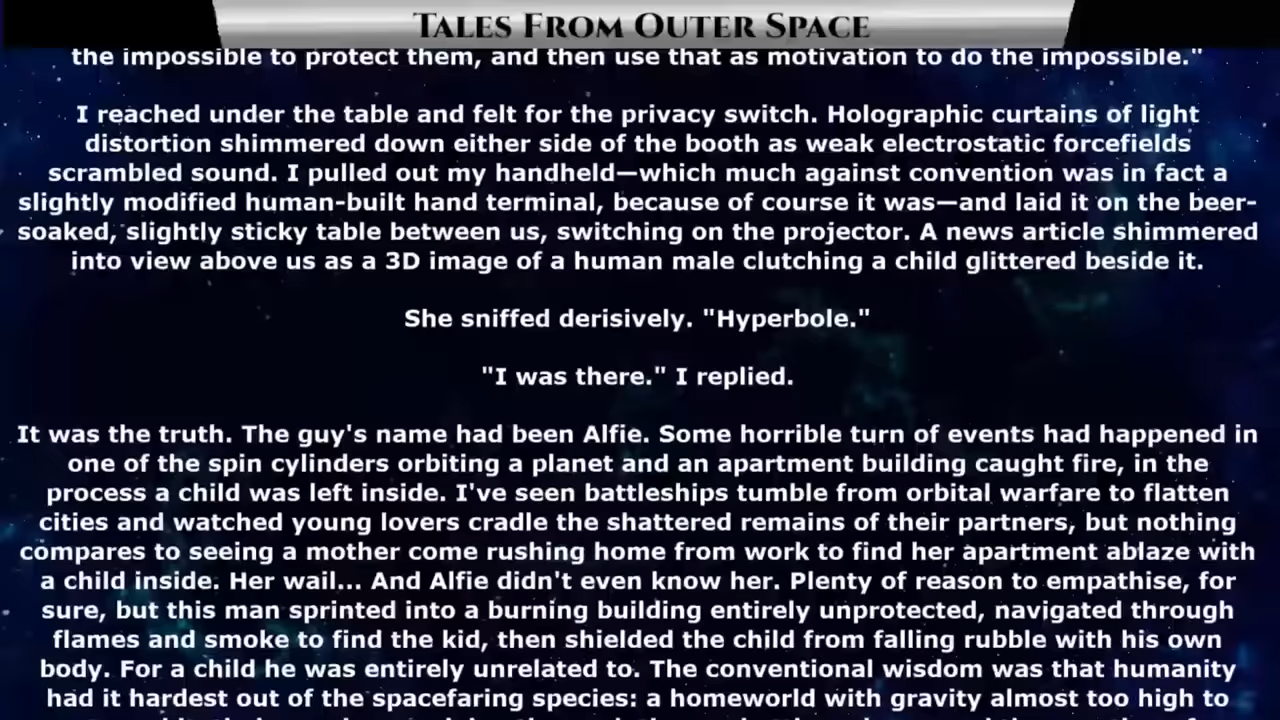 Tales From Outer Space
the impossible to protect them, and then use that as motivation to do the impossible."
I reached under the table and felt for the privacy switch. Holographic curtains of light
distortion shimmered down either side of the booth as weak electrostatic forcefields
scrambled sound. I pulled out my handheld—which much against convention was in fact a
slightly modified human-built hand terminal, because of course it was—and laid it on the beer-
soaked, slightly sticky table between us, switching on the projector. A news article shimmered
into view above us as a 3D image of a human male clutching a child glittered beside it.
She sniffed derisively. "Hyperbole."
"I was there." I replied.
It was the truth. The guy's name had been Alfie. Some horrible turn of events had happened in
one of the spin cylinders orbiting a planet and an apartment building caught fire, in the
process a child was left inside. I've seen battleships tumble from orbital warfare to flatten
cities and watched young lovers cradle the shattered remains of their partners, but nothing
compares to seeing a mother come rushing home from work to find her apartment ablaze with
a child inside. Her wail... And Alfie didn't even know her. Plenty of reason to empathise, for
sure, but this man sprinted into a burning building entirely unprotected, navigated through
flames and smoke to find the kid, then shielded the child from falling rubble with his own
body. For a child he was entirely unrelated to. The conventional wisdom was that humanity
had it hardest out of the spacefaring species: a homeworld with gravity almost too high to